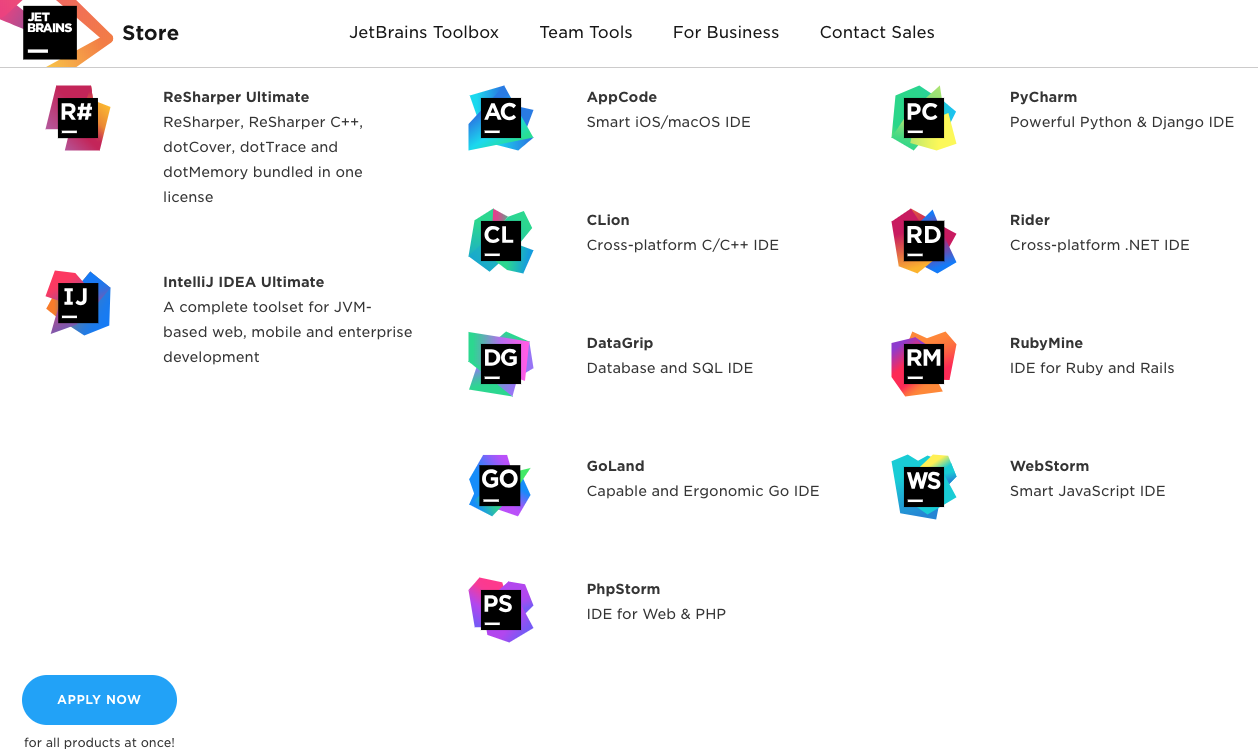 JET
BRAINS
Store
JetBrains Toolbox
Team Tools
For Business
Contact Sales
R#
ReSharper Ultimate
ReSharper, ReSharper C++,
dotCover, dotTrace and
dotMemory bundled in one
license
IJ
IntelliJ IDEA Ultimate
A complete toolset for JVM-
based web, mobile and enterprise
development
AC
AppCode
Smart iOS/macOS IDE
CL
CLion
Cross-platform C/C++ IDE
DG
DataGrip
Database and SQL IDE
GO
GoLand
Capable and Ergonomic Go IDE
PS
PhpStorm
IDE for Web & PHP
PC
PyCharm
Powerful Python & Django IDE
RD
Rider
Cross-platform .NET IDE
RM
RubyMine
IDE for Ruby and Rails
WS
WebStorm
Smart JavaScript IDE
APPLY NOW
for all products at once!